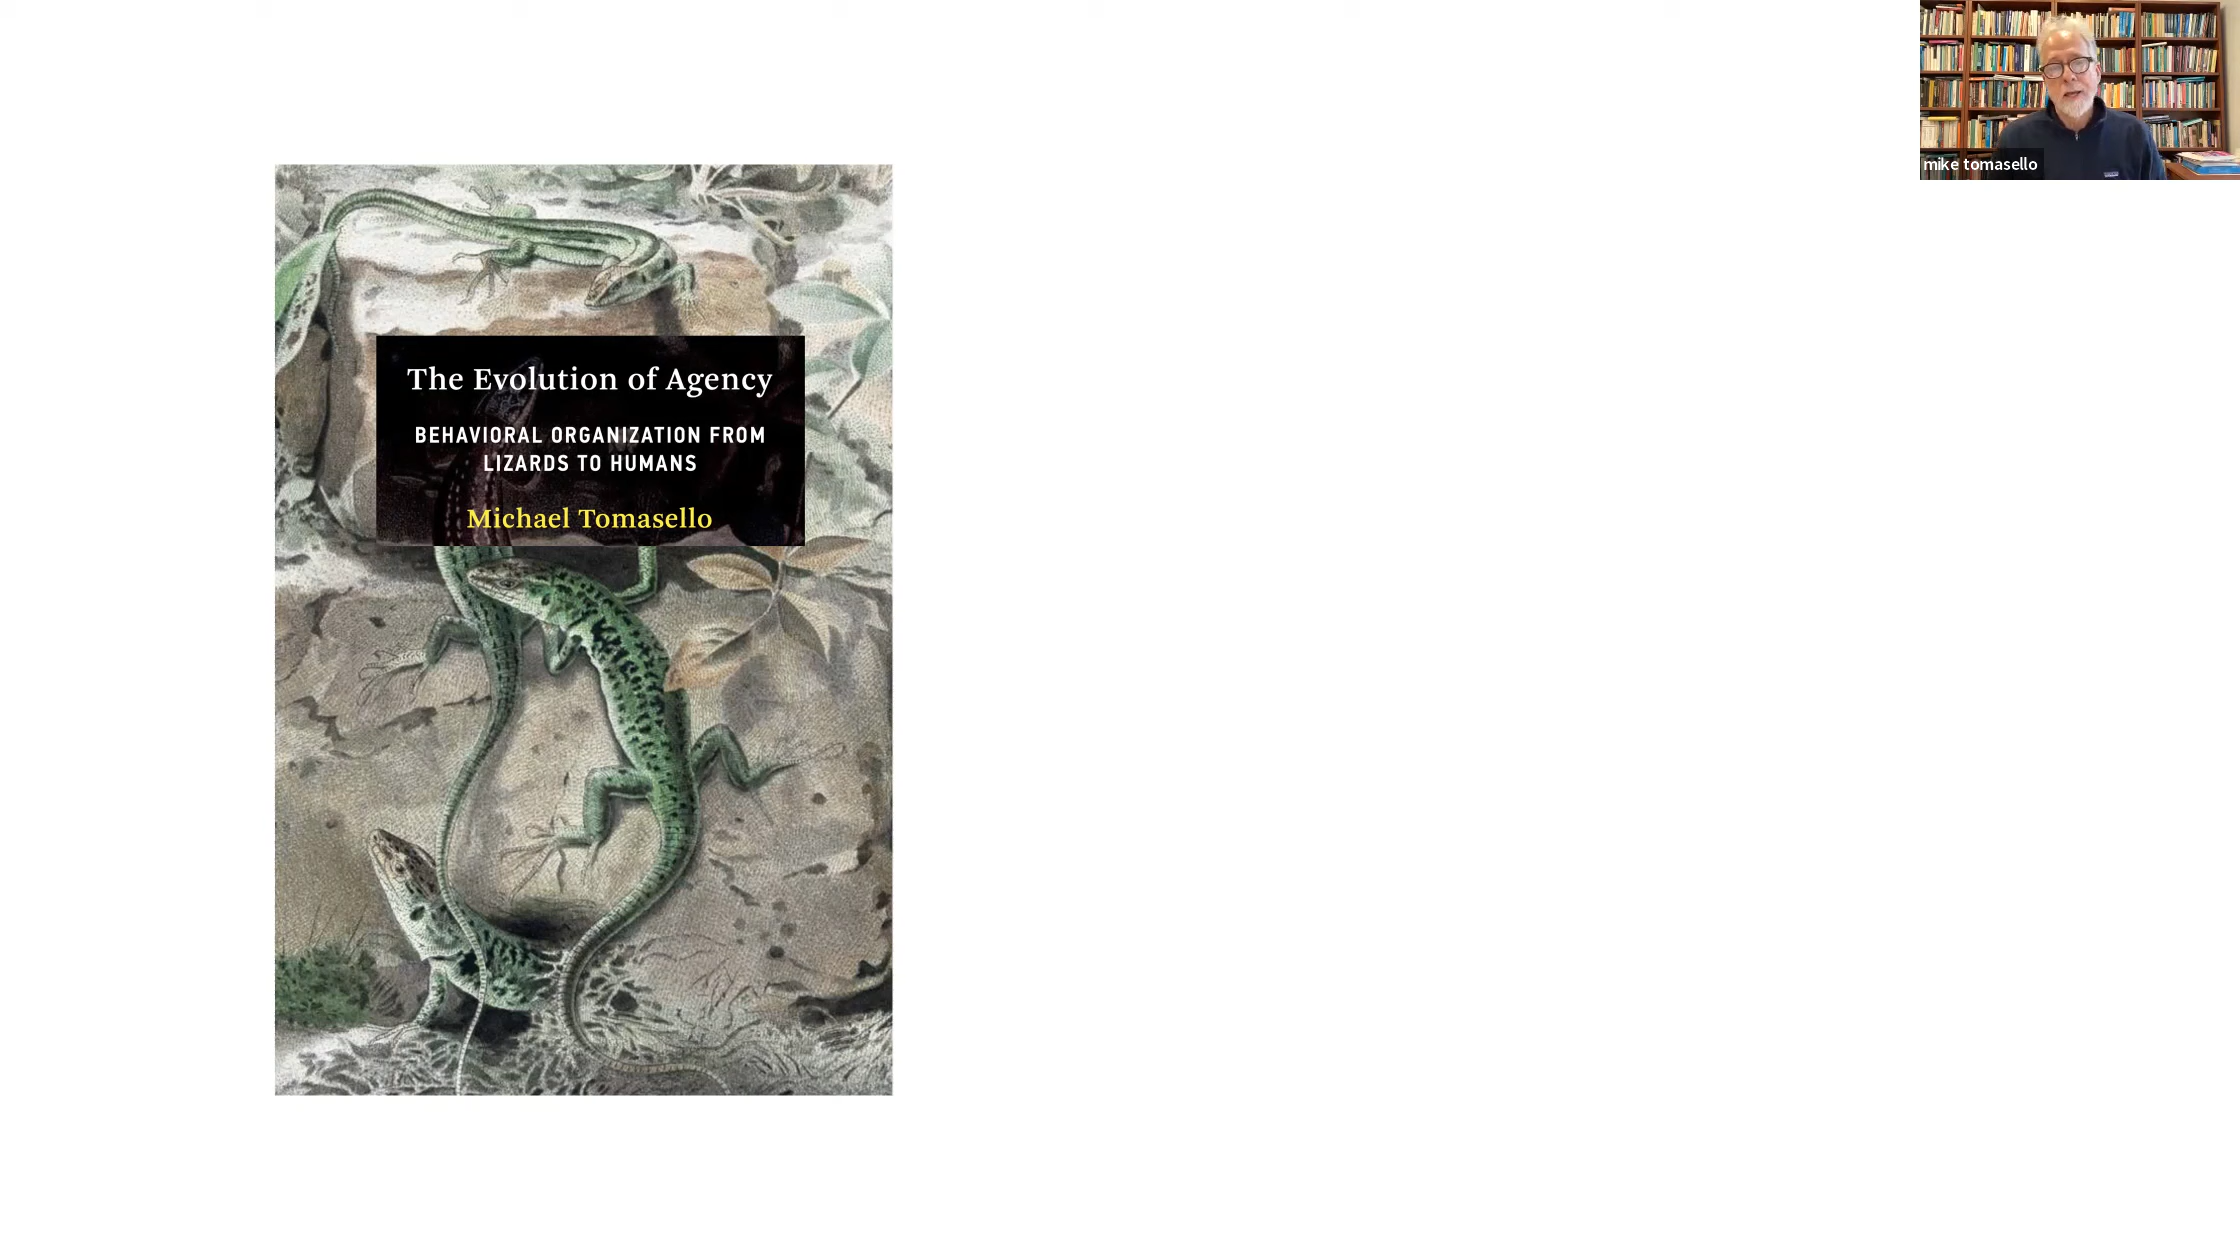 The Evolution of Agency
BEHAVIORAL ORGANIZATION FROM
LIZARDS TO HUMANS
Michael Tomasello
mike tomasello